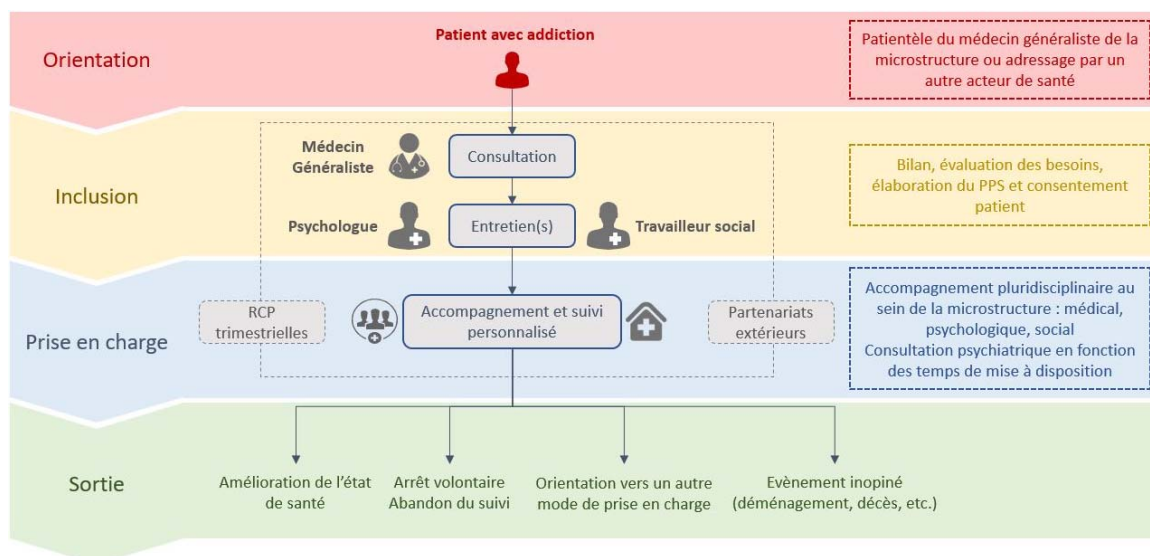 Orientation
Patient avec addiction
Patientèle du médecin généraliste de la
microstructure ou adressage par un
autre acteur de santé
Inclusion
Médecin
Généraliste
Consultation
Psychologue
Entretien(s)
Travailleur social
Bilan, évaluation des besoins,
élaboration du PPS et consentement
patient
Prise en charge
RCP
trimestrielles
Accompagnement et suivi
personnalisé
Partenariats
extérieurs
Accompagnement pluridisciplinaire au
sein de la microstructure : médical,
psychologique, social
Consultation psychiatrique en fonction
des temps de mise à disposition
Sortie
Amélioration de l'état
de santé
Arrêt volontaire
Abandon du suivi
Orientation vers un autre
mode de prise en charge
Evènement inopiné
(déménagement, décès, etc.)